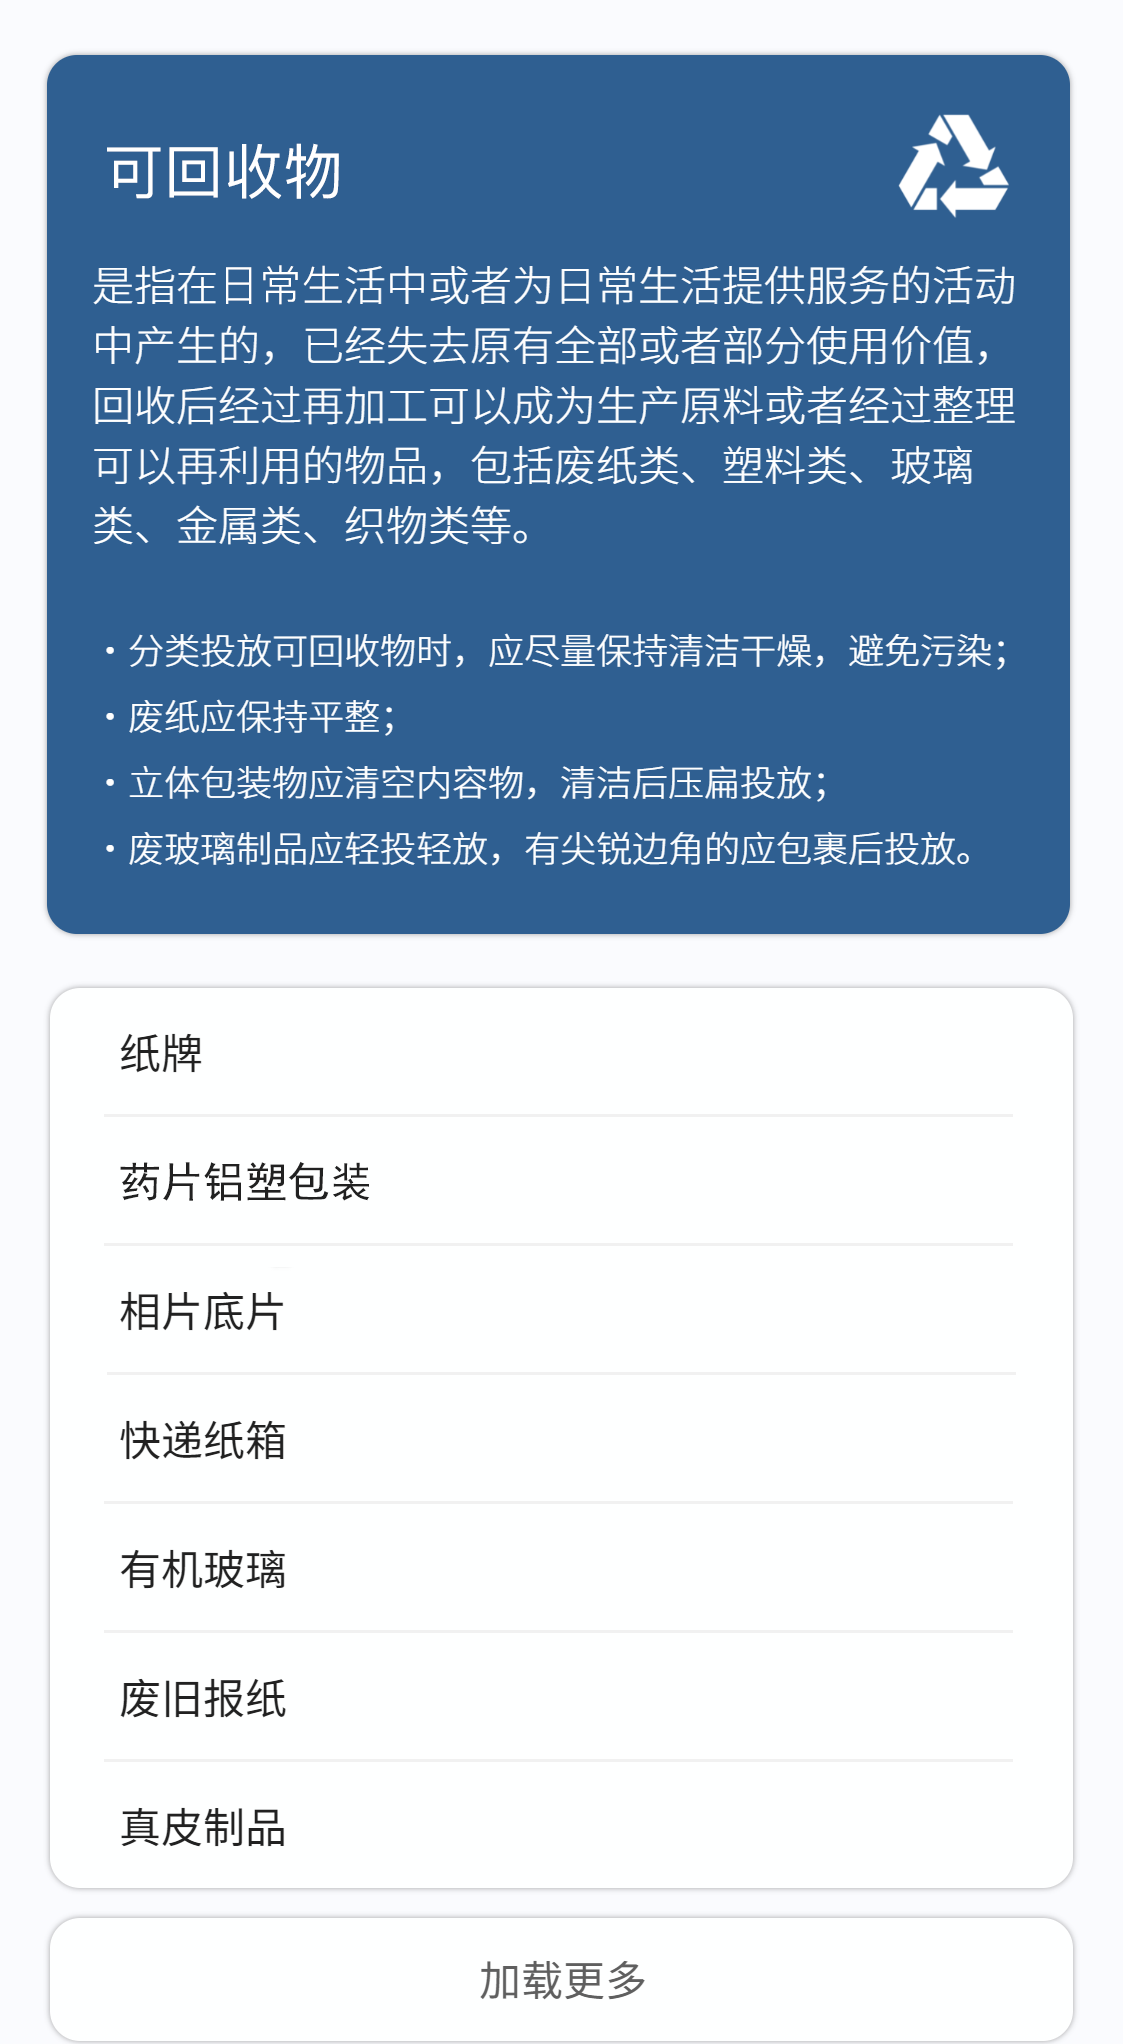 可回收物
是指在日常生活中或者为日常生活提供服务的活动
中产生的，已经失去原有全部或者部分使用价值，
回收后经过再加工可以成为生产原料或者经过整理
可以再利用的物品，包括废纸类、塑料类、玻璃
类、金属类、织物类等。
·分类投放可回收物时，应尽量保持清洁干燥，避免污染；
·废纸应保持平整；
·立体包装物应清空内容物，清洁后压扁投放；
·废玻璃制品应轻投轻放，有尖锐边角的应包裹后投放。
纸牌
药片铝塑包装
相片底片
快递纸箱
有机玻璃
废旧报纸
真皮制品
加载更多